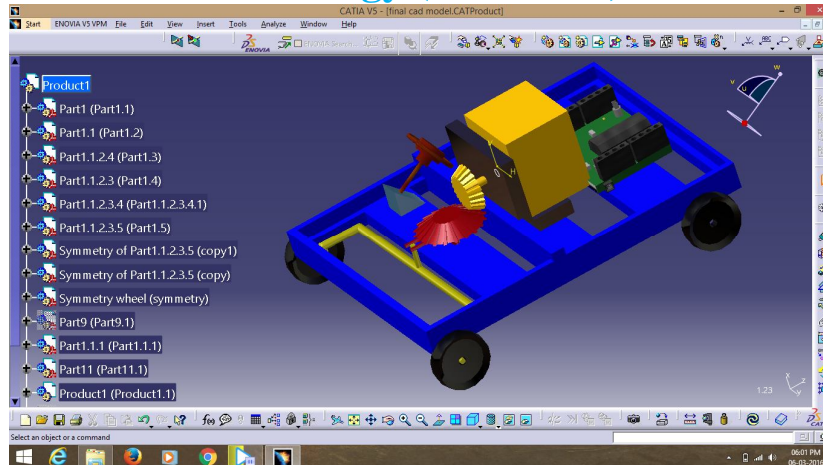 CATIA V5 - [final cad model.CATProduct]
Start ENOVIA V5 VPM File Edit View Insert Tools Analyze Window Help
ENOVIA
Product1
Part1 (Part1.1)
Part1.1 (Part1.2)
Part1.1.2.4 (Part1.3)
Part1.1.2.3 (Part1.4)
Part1.1.2.3.4 (Part1.1.2.3.4.1)
Part1.1.2.3.5 (Part1.5)
Symmetry of Part1.1.2.3.5 (copy1)
Symmetry of Part1.1.2.3.5 (copy)
Symmetry wheel (symmetry)
Part9 (Part9.1)
Part1.1.1 (Part1.1.1)
Part11 (Part11.1)
Product1 (Product1.1)
w
v
u
H
x
z
1.23
f(x)
Select an object or a command
06:01 PM
06-03-2016